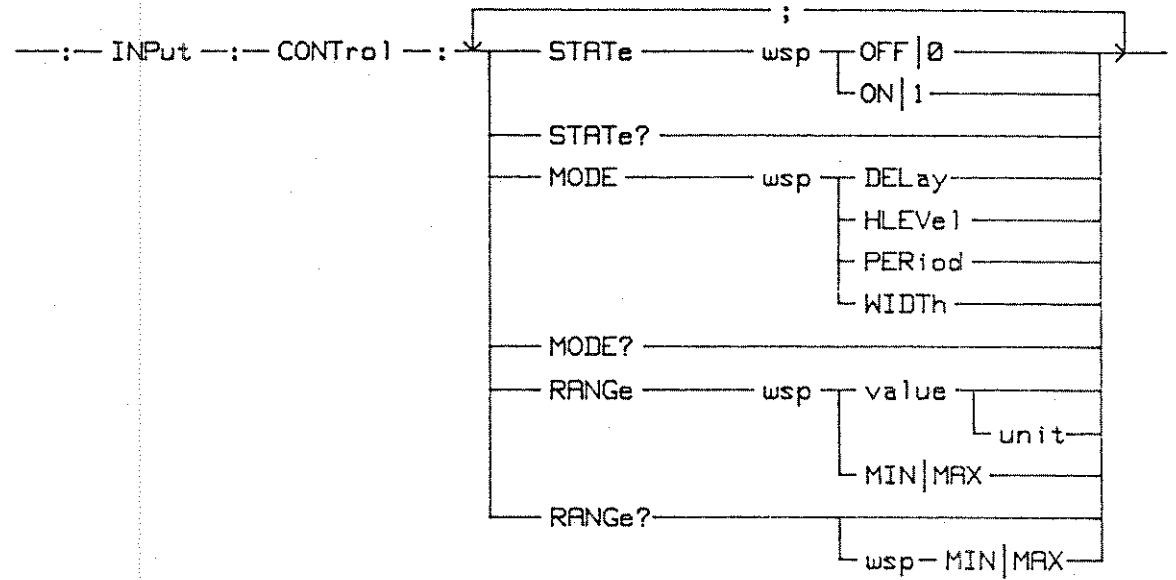 ;
: INPut : CONTrol : STATe wsp OFF|0
ON|1
STATe?
MODE wsp DELay
HLEVel
PERiod
WIDTh
MODE?
RANGe wsp value
unit
MIN|MAX
RANGe?
wsp MIN|MAX